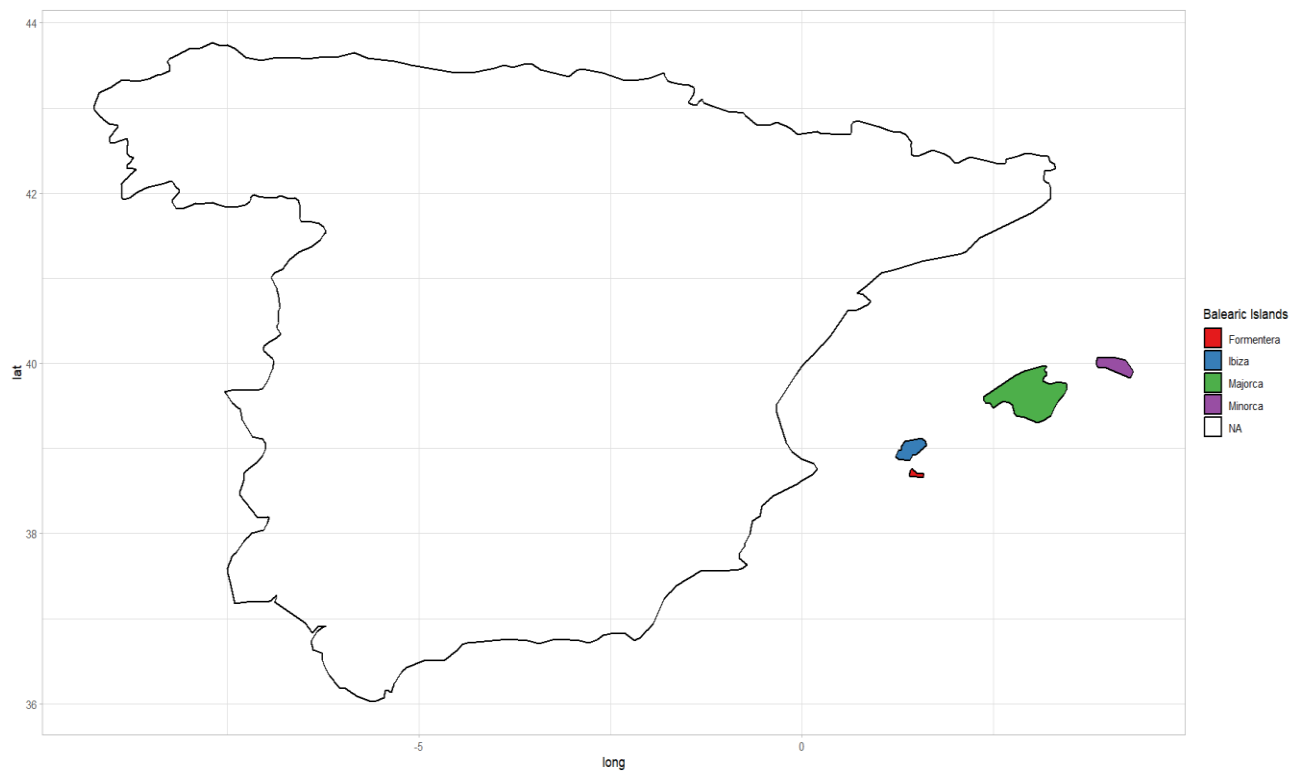 44
42
40
38
36
lat
-5
0
long
Balearic Islands
Formentera
Ibiza
Majorca
Minorca
NA